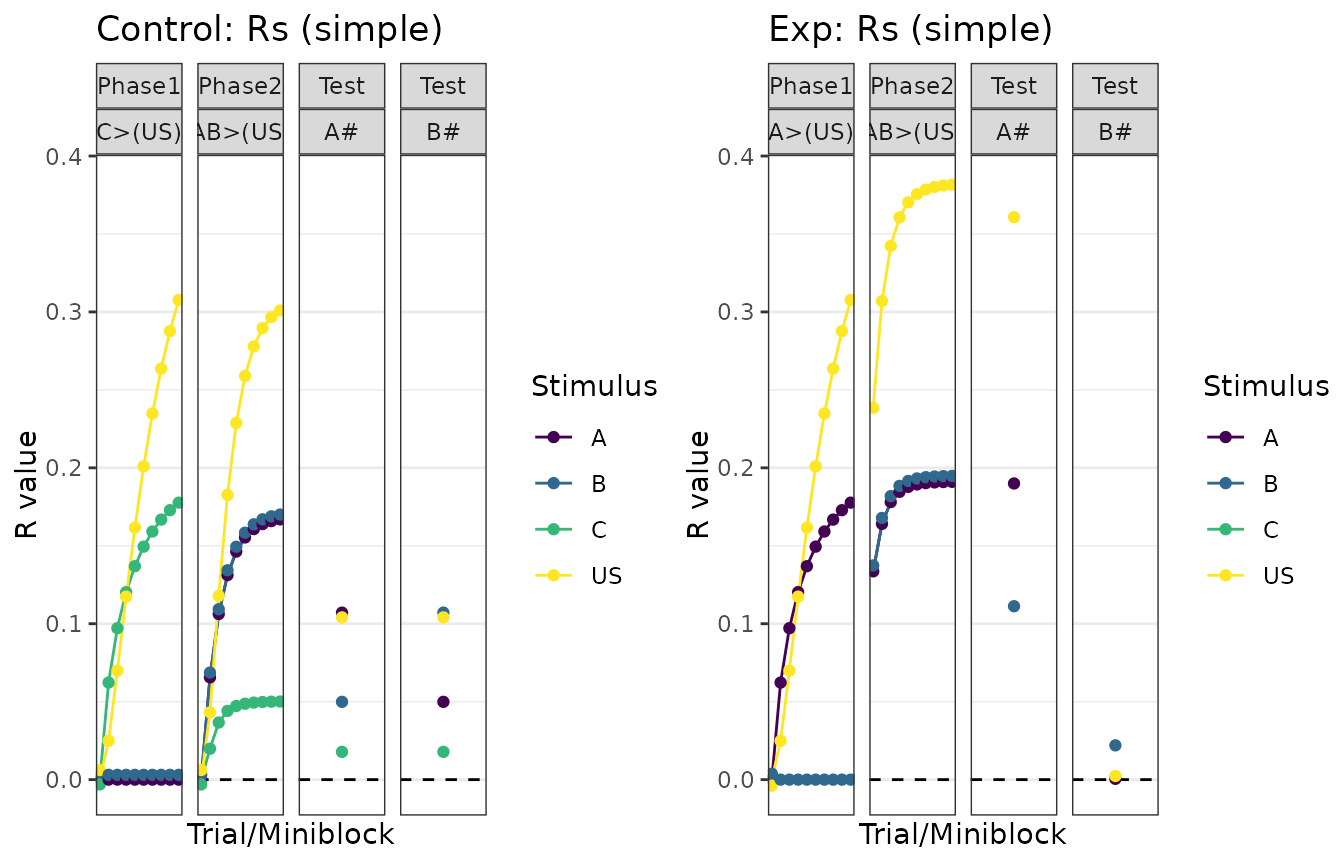 Control: Rs (simple)
Phase1 Phase2 Test Test
C>(US) AB>(US A# B#
0.4
0.3
0.2
0.1
0.0
R value
Trial/Miniblock
Stimulus
A
B
C
US
Exp: Rs (simple)
Phase1 Phase2 Test Test
A>(US) AB>(US A# B#
0.4
0.3
0.2
0.1
0.0
R value
Trial/Miniblock
Stimulus
A
B
C
US